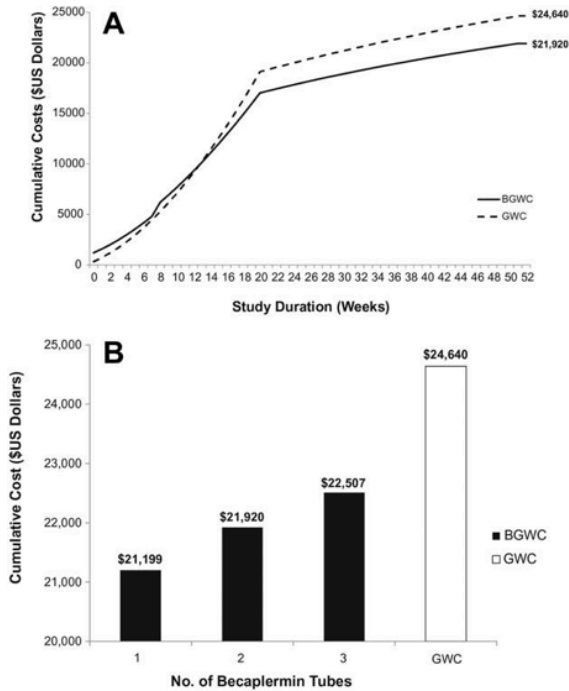 A
Cumulative Costs ($US Dollars)
25000
20000
15000
10000
5000
0
$24,640
$21,920
BGWC
GWC
0 2 4 6 8 10 12 14 16 18 20 22 24 26 28 30 32 34 36 38 40 42 44 46 48 50 52
Study Duration (Weeks)
B
Cumulative Cost ($US Dollars)
25,000
24,000
23,000
22,000
21,000
20,000
$21,199
$21,920
$22,507
$24,640
BGWC
GWC
1 2 3 GWC
No. of Becaplermin Tubes